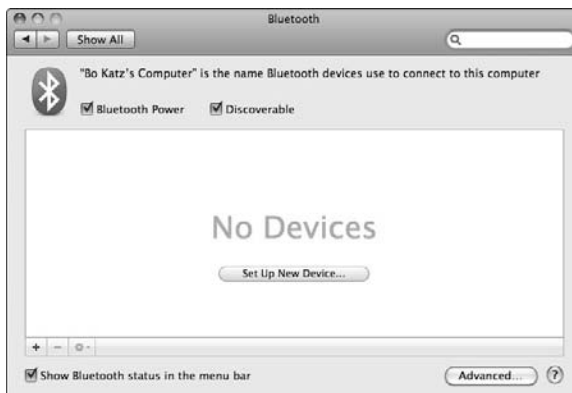 Bluetooth
Show All
"Bo Katz's Computer" is the name Bluetooth devices use to connect to this computer
Bluetooth Power Discoverable
No Devices
Set Up New Device...
+ −
Show Bluetooth status in the menu bar Advanced... ?